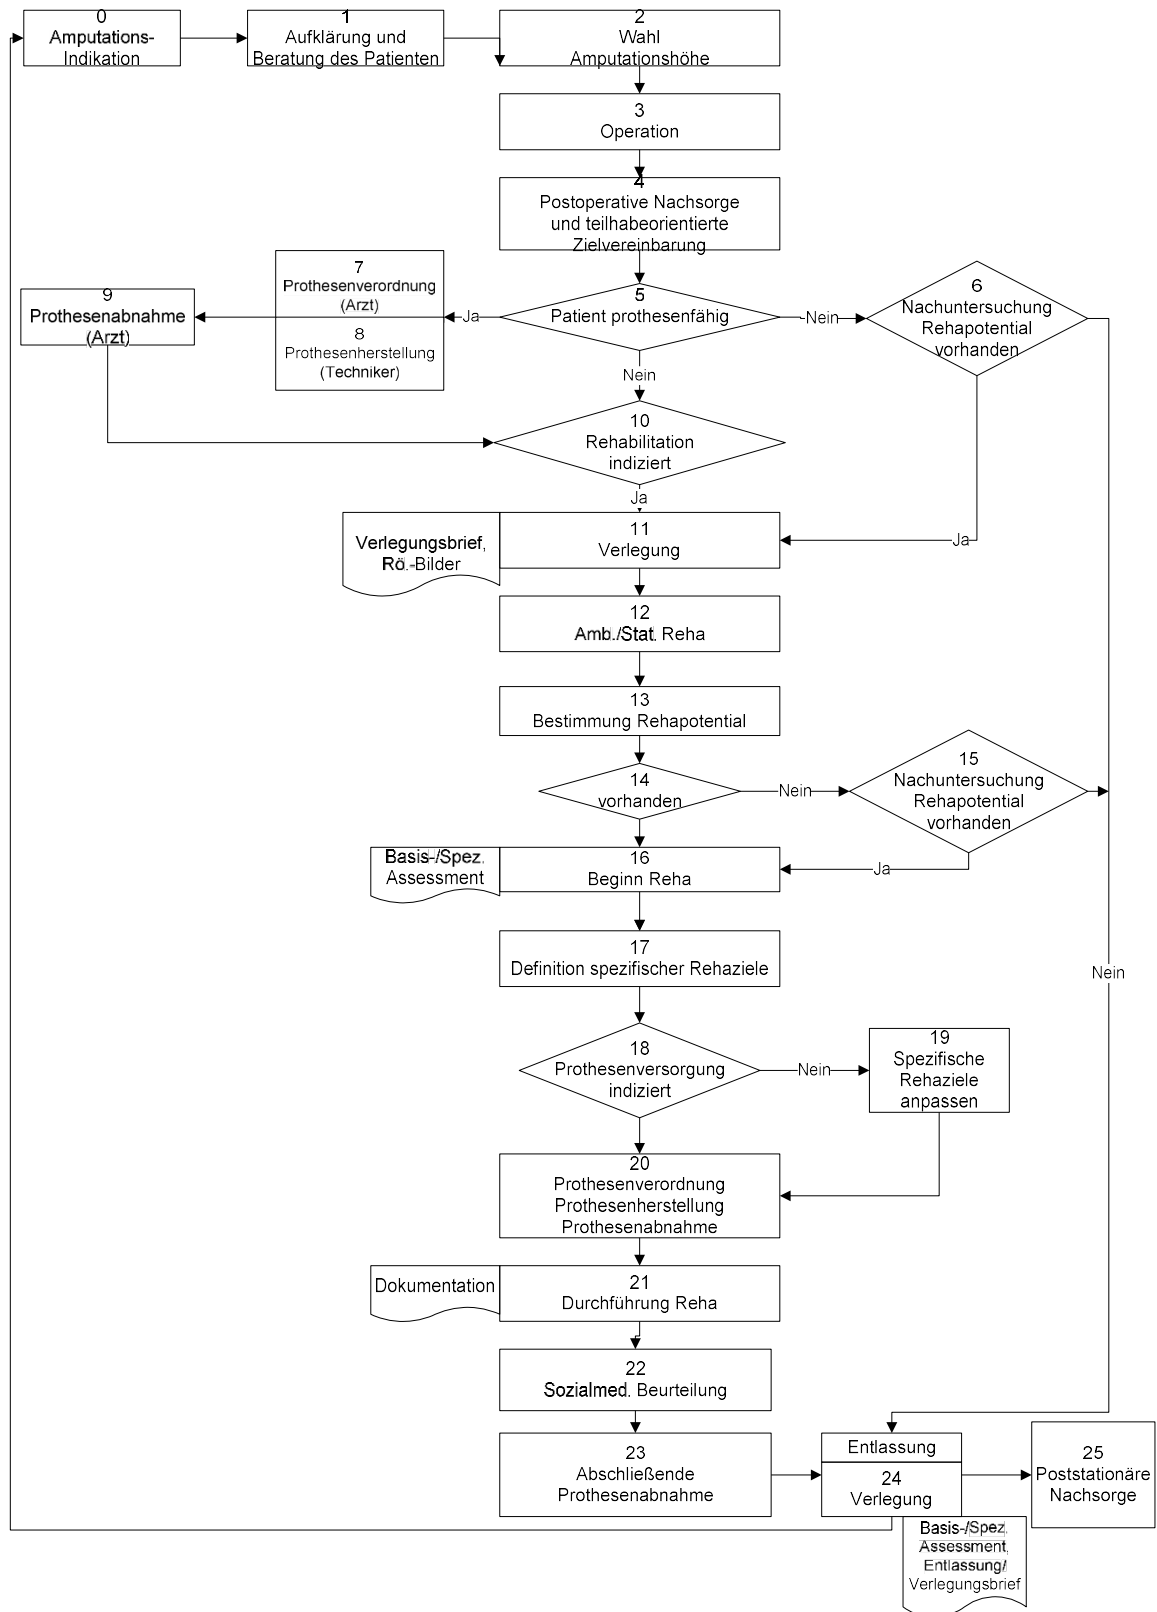 0
Amputations-
Indikation
1
Aufklärung und
Beratung des Patienten
2
Wahl
Amputationshöhe
3
Operation
4
Postoperative Nachsorge
und teilhabeorientierte
Zielvereinbarung
5
Patient prothesenfähig
Ja
Nein
Nein
6
Nachuntersuchung
Rehapotential
vorhanden
7
Prothesenverordnung
(Arzt)
8
Prothesenherstellung
(Techniker)
9
Prothesenabnahme
(Arzt)
10
Rehabilitation
indiziert
Ja
11
Verlegung
Verlegungsbrief,
Rö.-Bilder
Ja
12
Amb./Stat. Reha
13
Bestimmung Rehapotential
14
vorhanden
Nein
15
Nachuntersuchung
Rehapotential
vorhanden
Basis-/Spez.
Assessment
16
Beginn Reha
Ja
17
Definition spezifischer Rehaziele
Nein
18
Prothesenversorgung
indiziert
Nein
19
Spezifische
Rehaziele
anpassen
20
Prothesenverordnung
Prothesenherstellung
Prothesenabnahme
Dokumentation
21
Durchführung Reha
22
Sozialmed. Beurteilung
23
Abschließende
Prothesenabnahme
Entlassung
24
Verlegung
25
Poststationäre
Nachsorge
Basis-/Spez.
Assessment,
Entlassung/
Verlegungsbrief